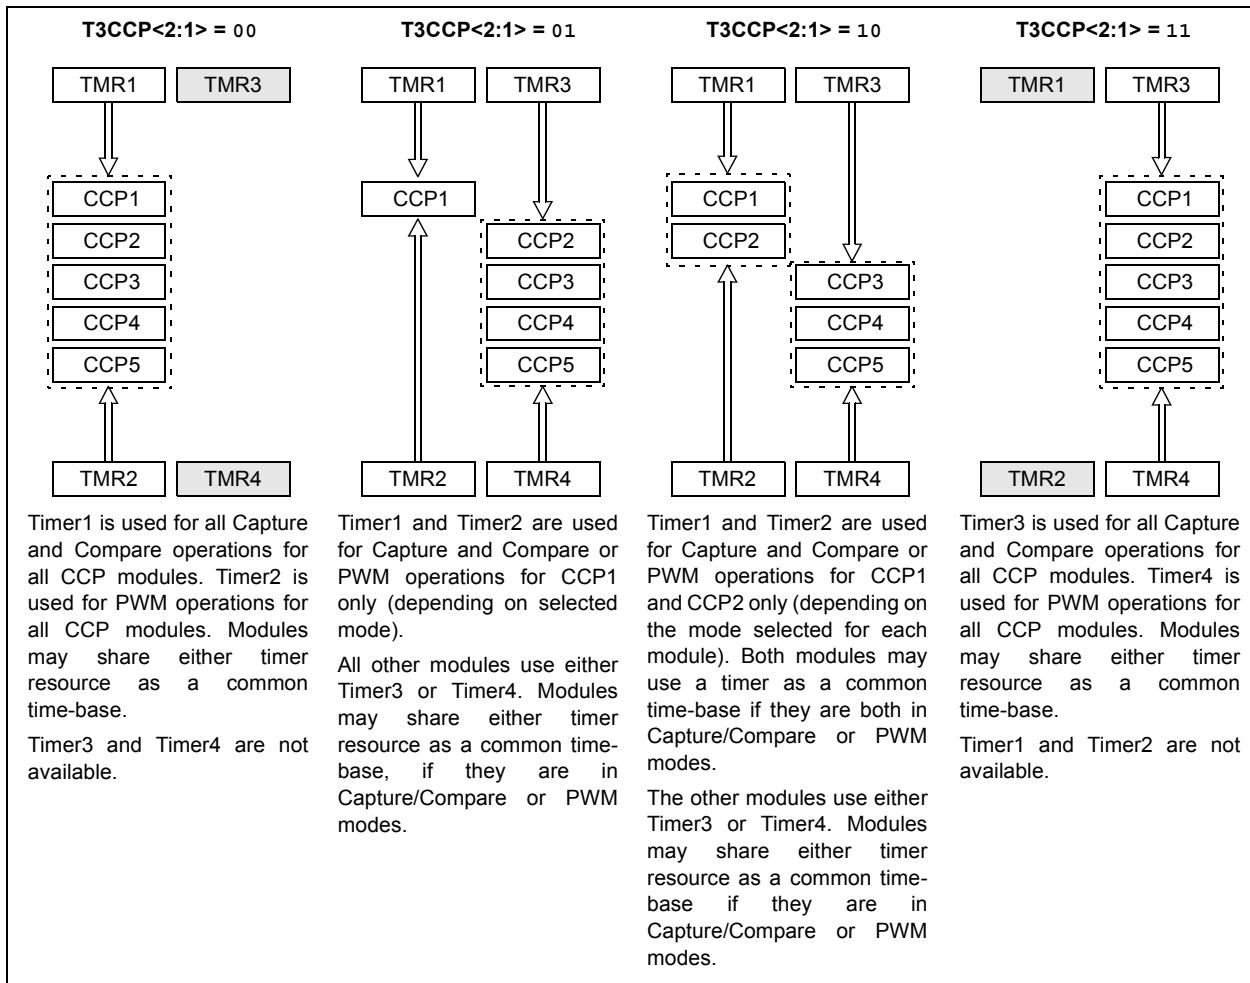 T3CCP<2:1> = 00
TMR1 TMR3
CCP1
CCP2
CCP3
CCP4
CCP5
TMR2 TMR4
Timer1 is used for all Capture
and Compare operations for
all CCP modules. Timer2 is
used for PWM operations for
all CCP modules. Modules
may share either timer
resource as a common
time-base.
Timer3 and Timer4 are not
available.
T3CCP<2:1> = 01
TMR1 TMR3
CCP1
CCP2
CCP3
CCP4
CCP5
TMR2 TMR4
Timer1 and Timer2 are used
for Capture and Compare or
PWM operations for CCP1
only (depending on selected
mode).
All other modules use either
Timer3 or Timer4. Modules
may share either timer
resource as a common time-
base, if they are in
Capture/Compare or PWM
modes.
T3CCP<2:1> = 10
TMR1 TMR3
CCP1
CCP2
CCP3
CCP4
CCP5
TMR2 TMR4
Timer1 and Timer2 are used
for Capture and Compare or
PWM operations for CCP1
and CCP2 only (depending on
the mode selected for each
module). Both modules may
use a timer as a common
time-base if they are both in
Capture/Compare or PWM
modes.
The other modules use either
Timer3 or Timer4. Modules
may share either timer
resource as a common time-
base if they are in
Capture/Compare or PWM
modes.
T3CCP<2:1> = 11
TMR1 TMR3
CCP1
CCP2
CCP3
CCP4
CCP5
TMR2 TMR4
Timer3 is used for all Capture
and Compare operations for
all CCP modules. Timer4 is
used for PWM operations for
all CCP modules. Modules
may share either timer
resource as a common
time-base.
Timer1 and Timer2 are not
available.